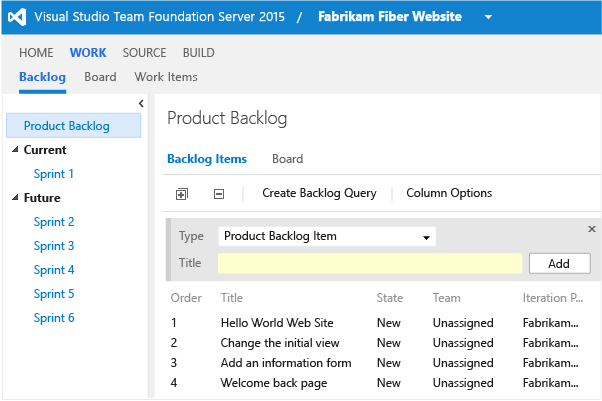 Visual Studio Team Foundation Server 2015 / Fabrikam Fiber Website
HOME WORK SOURCE BUILD
Backlog Board Work Items
Product Backlog
Current
Sprint 1
Future
Sprint 2
Sprint 3
Sprint 4
Sprint 5
Sprint 6
Product Backlog
Backlog Items Board
Create Backlog Query Column Options
Type Product Backlog Item
Title Add
Order Title State Team Iteration P...
1 Hello World Web Site New Unassigned Fabrikam...
2 Change the initial view New Unassigned Fabrikam...
3 Add an information form New Unassigned Fabrikam...
4 Welcome back page New Unassigned Fabrikam...